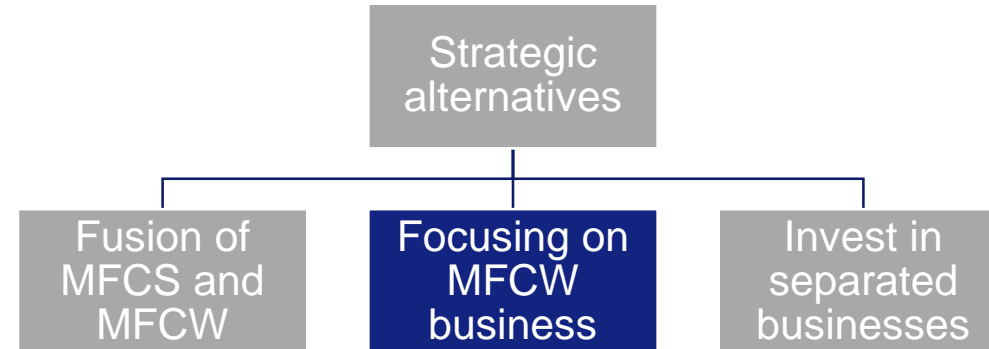 Strategic
alternatives
Fusion of
MFCS and
MFCW
Focusing on
MFCW
business
Invest in
separated
businesses